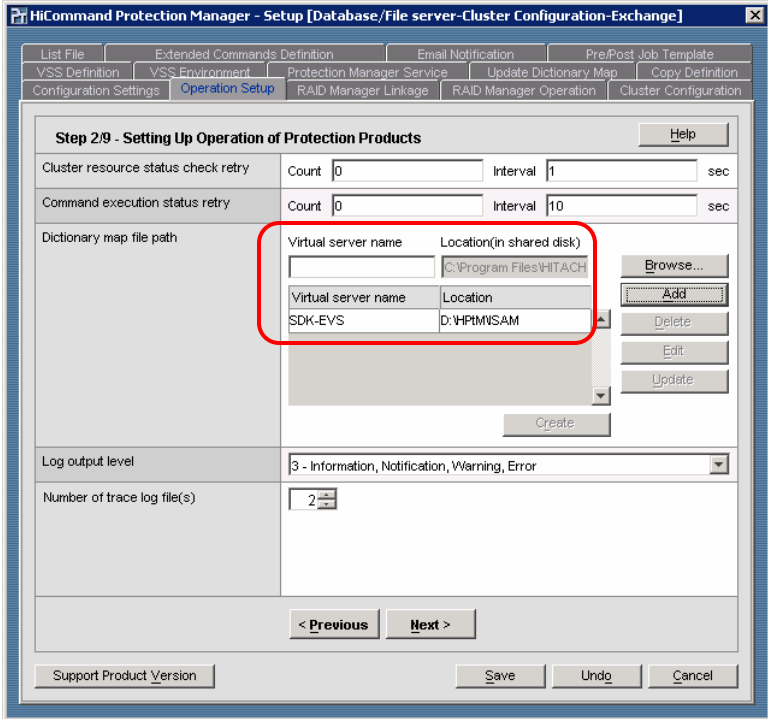 HiCommand Protection Manager - Setup [Database/File server-Cluster Configuration-Exchange]
List File Extended Commands Definition Email Notification Pre/Post Job Template
VSS Definition VSS Environment Protection Manager Service Update Dictionary Map Copy Definition
Configuration Settings Operation Setup RAID Manager Linkage RAID Manager Operation Cluster Configuration
Step 2/9 - Setting Up Operation of Protection Products Help
Cluster resource status check retry Count 0 Interval 1 sec
Command execution status retry Count 0 Interval 10 sec
Dictionary map file path Virtual server name Location(in shared disk)
C:\Program Files\HITACH Browse...
Virtual server name Location Add
SDK-EVS D:\HPtM\ISAM Delete
Edit
Update
Create
Log output level 3 - Information, Notification, Warning, Error
Number of trace log file(s) 2
< Previous Next >
Support Product Version Save Undo Cancel